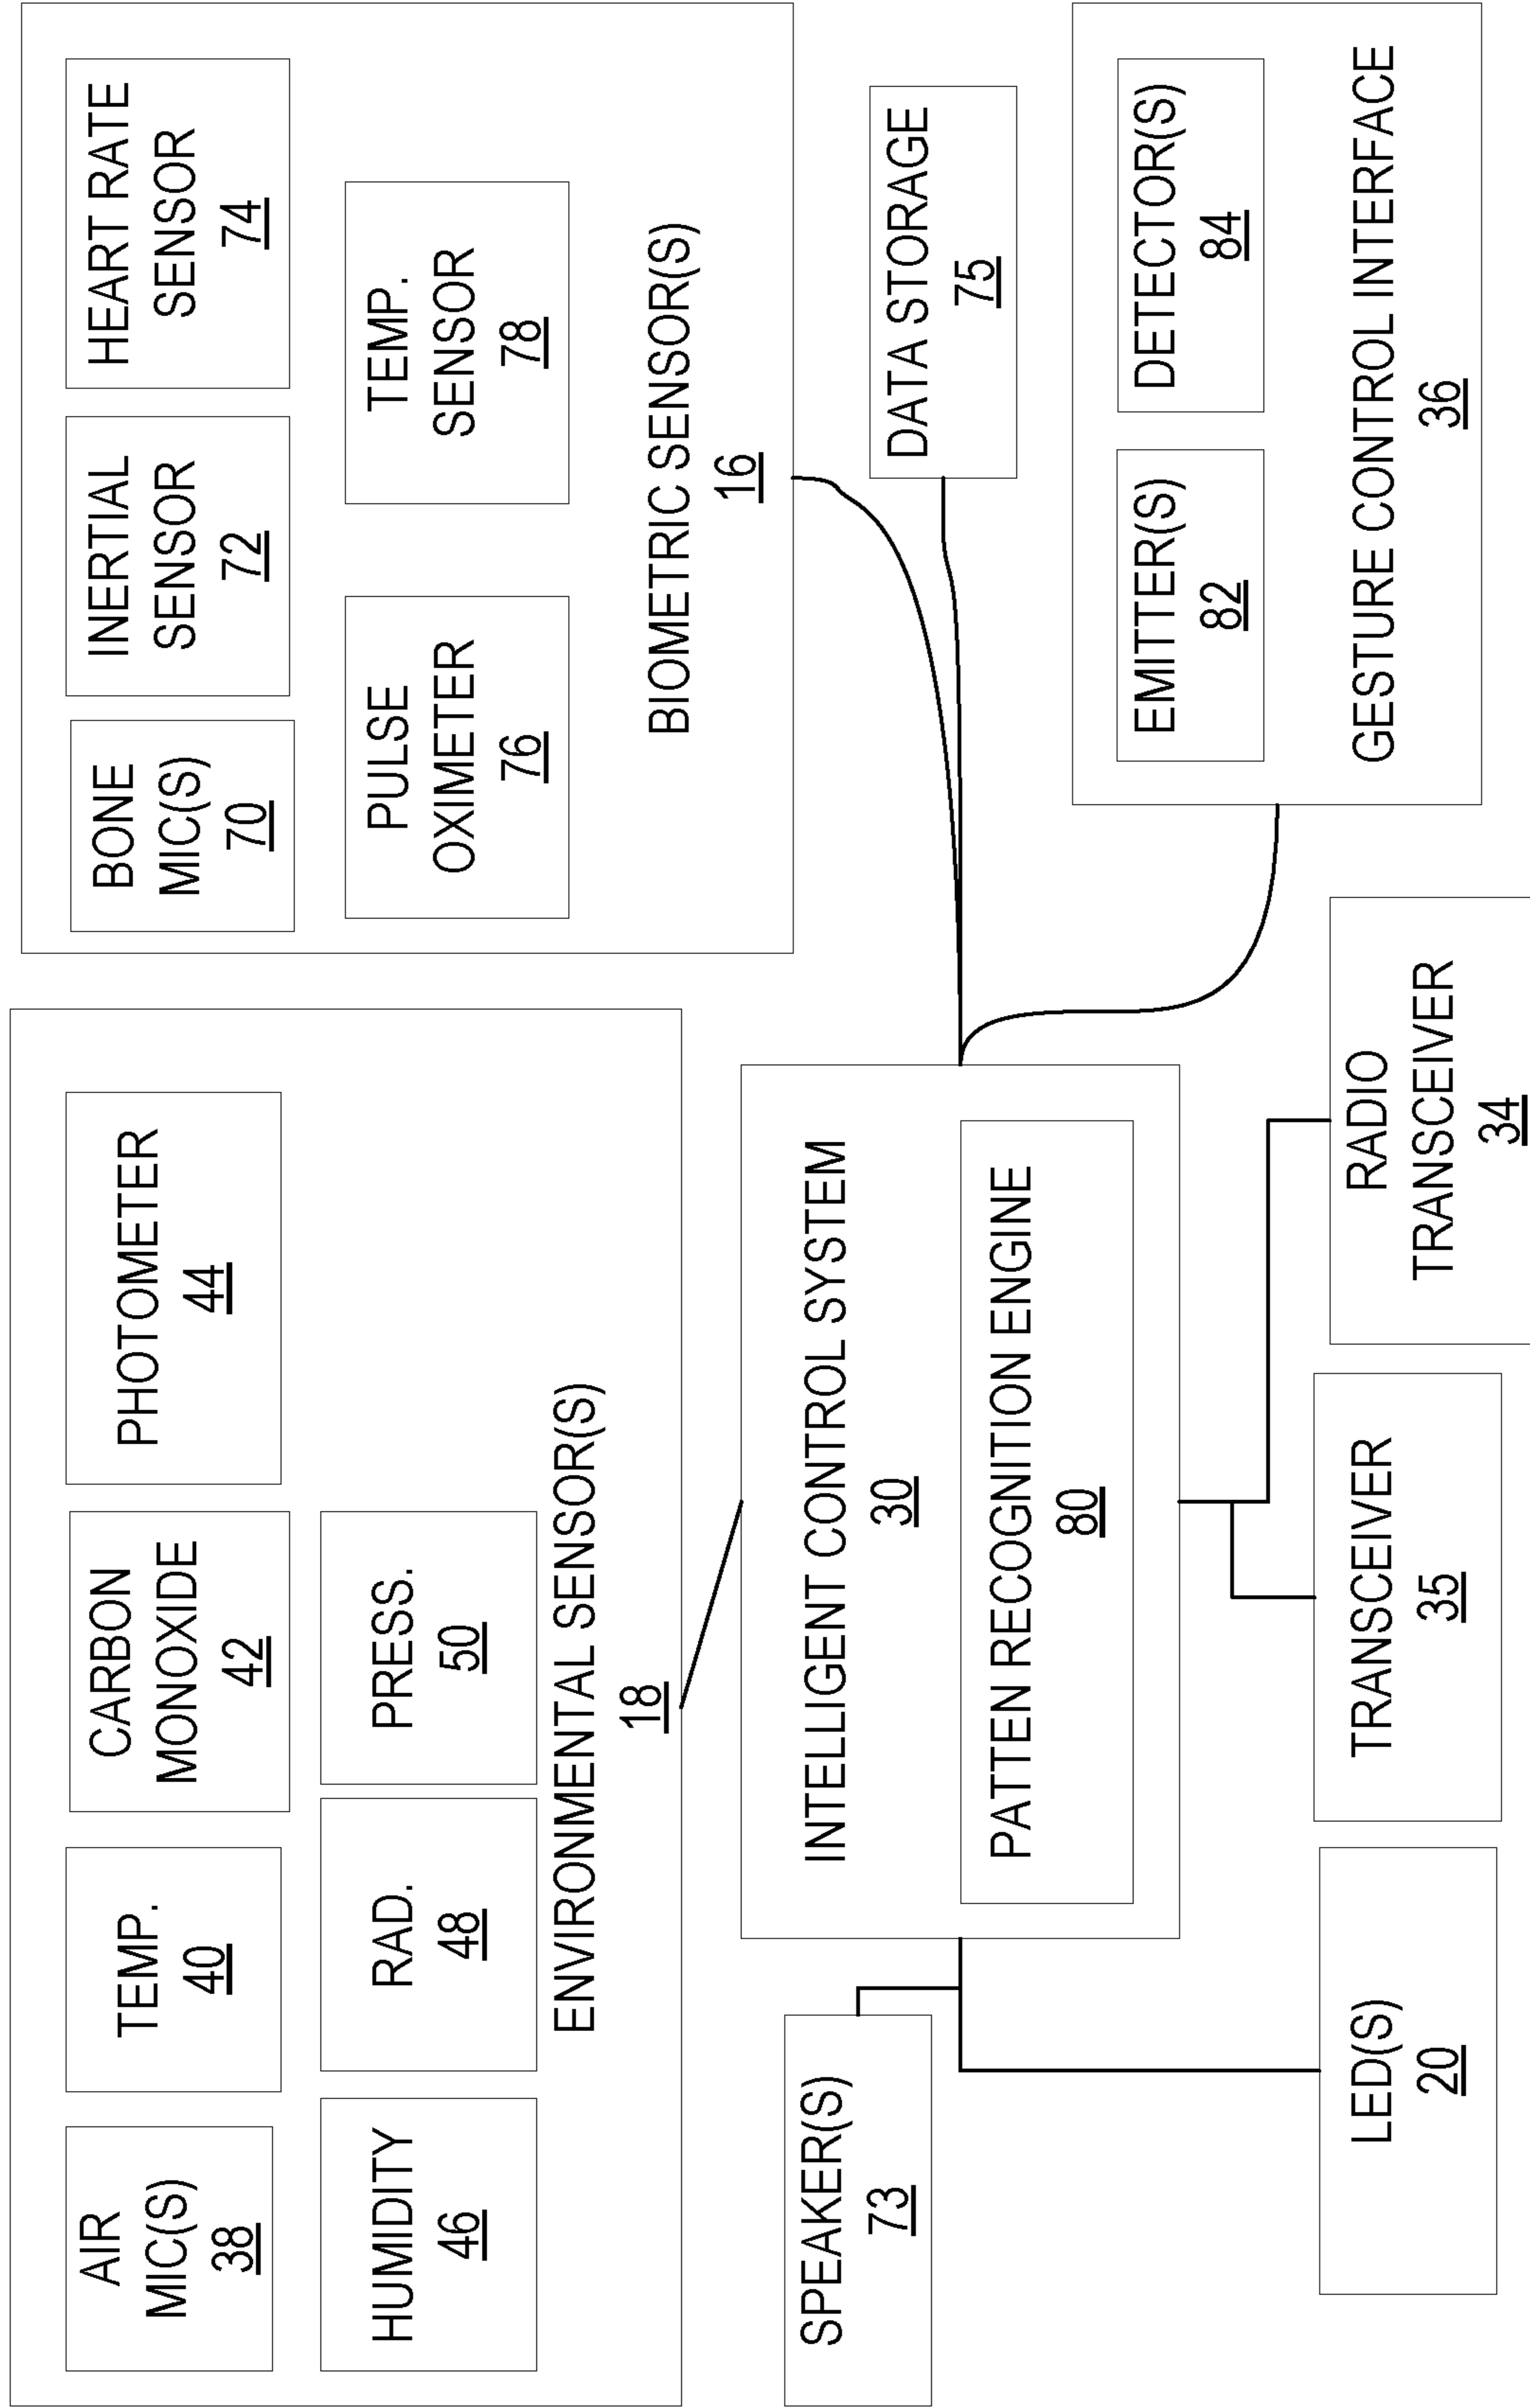 AIR
MIC(S)
38
TEMP.
40
CARBON
MONOXIDE
42
PHOTOMETER
44
HUMIDITY
46
RAD.
48
PRESS.
50
ENVIRONMENTAL SENSOR(S)
18
BONE
MIC(S)
70
INERTIAL
SENSOR
72
HEART RATE
SENSOR
74
PULSE
OXIMETER
76
TEMP.
SENSOR
78
BIOMETRIC SENSOR(S)
16
SPEAKER(S)
73
INTELLIGENT CONTROL SYSTEM
30
PATTEN RECOGNITION ENGINE
80
DATA STORAGE
75
EMITTER(S)
82
DETECTOR(S)
84
GESTURE CONTROL INTERFACE
36
LED(S)
20
TRANSCEIVER
35
RADIO
TRANSCEIVER
34